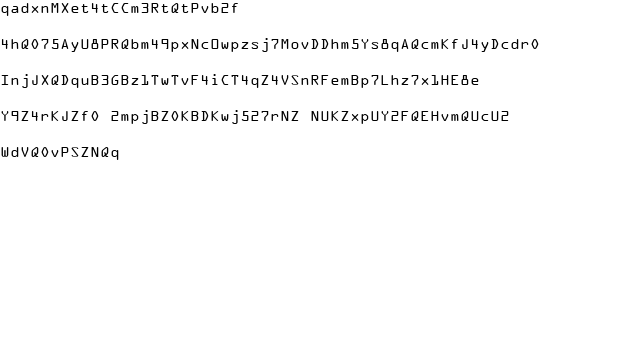 qadxnMXet4tCCm3RtQtPvb2f
4hQ075AyU8PRQbm49pxNcOwpzsj7MovDDhm5Ys8qAQcmKfJ4yDcdr0
InjJXQDquB3GBz1TwTvF4iCT4qZ4VSnRFemBp7Lhz7x1HE8e
Y9Z4rKJZf0 2mpjBZ0KBDKwj527rNZ NUKZxpUY2FQEHvmQUcU2
WdVQ0vPSZNQq